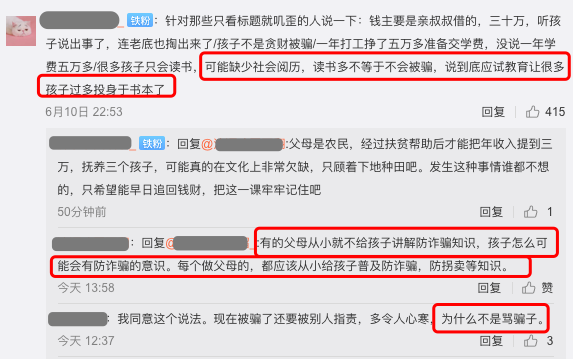 铁粉：针对那些只看标题就叽歪的人说一下：钱主要是亲叔叔借的，三十万，听孩
子说出事了，连老底也掏出来了/孩子不是贪财被骗/一年打工挣了五万多准备交学费，没说一年学
费五万多/很多孩子只会读书，可能缺少社会阅历，读书多不等于不会被骗，说到底应试教育让很多
孩子过多投身于书本了
6月10日 22:53 回复 415
铁粉：回复@:父母是农民，经过扶贫帮助后才能把年收入提到三
万，抚养三个孩子，可能真的在文化上非常欠缺，只顾着下地种田吧。发生这种事情谁都不想
的，只希望能早日追回钱财，把这一课牢牢记住吧
50分钟前 回复 1
：回复@:有的父母从小就不给孩子讲解防诈骗知识，孩子怎么可
能会有防诈骗的意识。每个做父母的，都应该从小给孩子普及防诈骗，防拐卖等知识。
今天 13:58 回复 赞
：我同意这个说法。现在被骗了还要被别人指责，多令人心寒，为什么不是骂骗子。
今天 12:37 回复 3